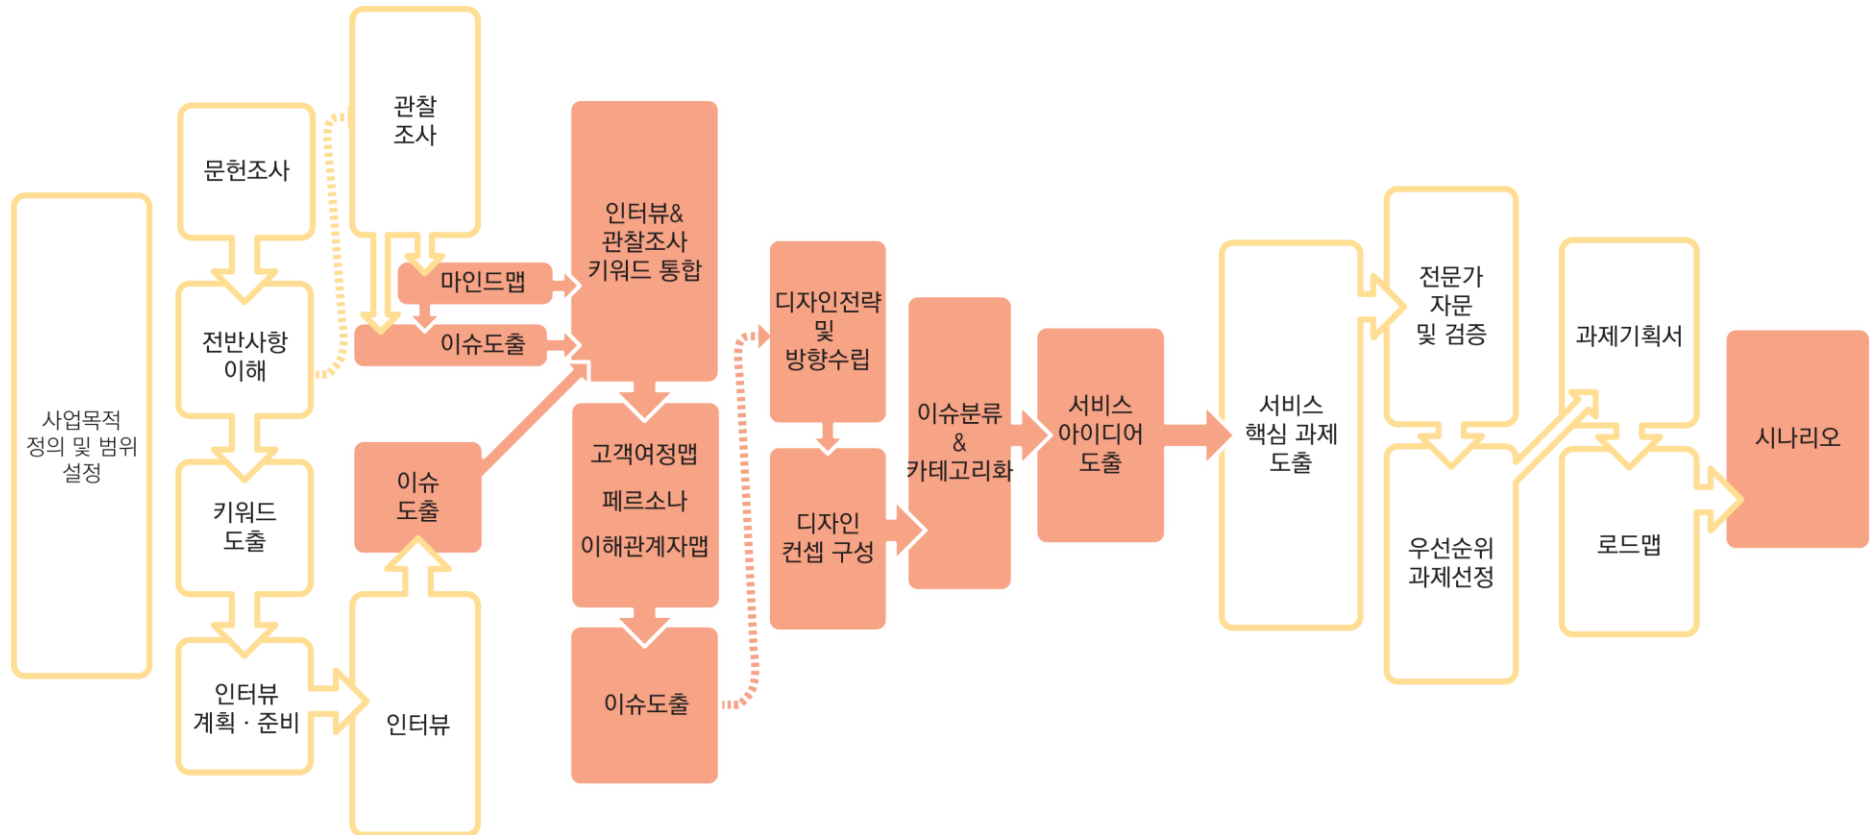 사업목적
정의 및 범위
설정
문헌조사
전반사항
이해
키워드
도출
인터뷰
계획 · 준비
관찰
조사
마인드맵
이슈도출
이슈
도출
인터뷰
인터뷰&
관찰조사
키워드 통합
고객여정맵
페르소나
이해관계자맵
이슈도출
디자인전략
및
방향수립
디자인
컨셉 구성
이슈분류
&
카테고리화
서비스
아이디어
도출
서비스
핵심 과제
도출
전문가
자문
및 검증
우선순위
과제선정
과제기획서
로드맵
시나리오